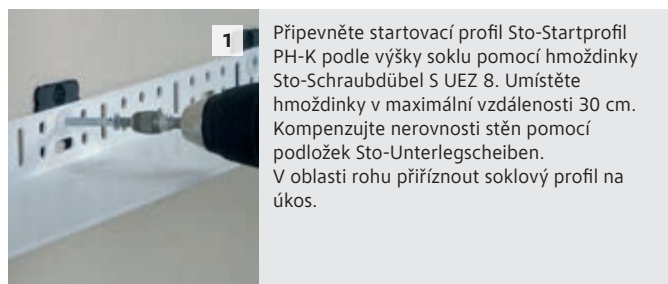 1
Připevněte startovací profil Sto-Startprofil
PH-K podle výšky soklu pomocí hmoždinky
Sto-Schraubdübel S UEZ 8. Umístěte
hmoždinky v maximální vzdálenosti 30 cm.
Kompenzujte nerovnosti stěn pomocí
podložek Sto-Unterlegscheiben.
V oblasti rohu přiříznout soklový profil na
úkos.